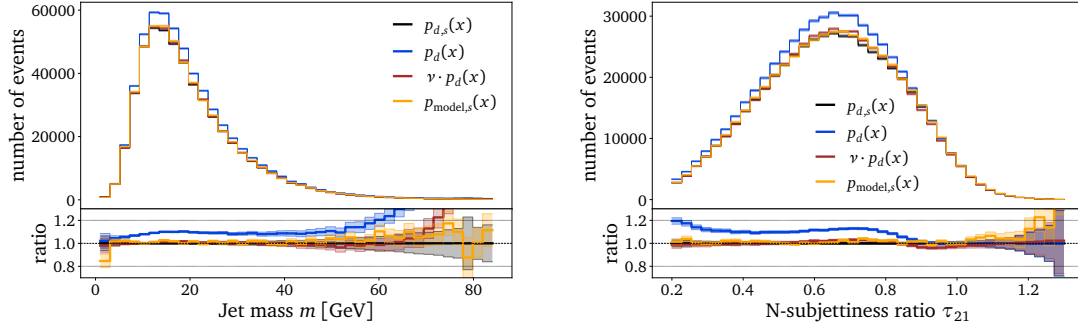 number of events
60000
40000
20000
0
p_{d,s}(x)
p_d(x)
ν · p_d(x)
p_{model,s}(x)
ratio
1.2
1.0
0.8
0 20 40 60 80
Jet mass m [GeV]
number of events
30000
20000
10000
0
p_{d,s}(x)
p_d(x)
ν · p_d(x)
p_{model,s}(x)
ratio
1.2
1.0
0.8
0.2 0.4 0.6 0.8 1.0 1.2
N-subjettiness ratio τ_{21}